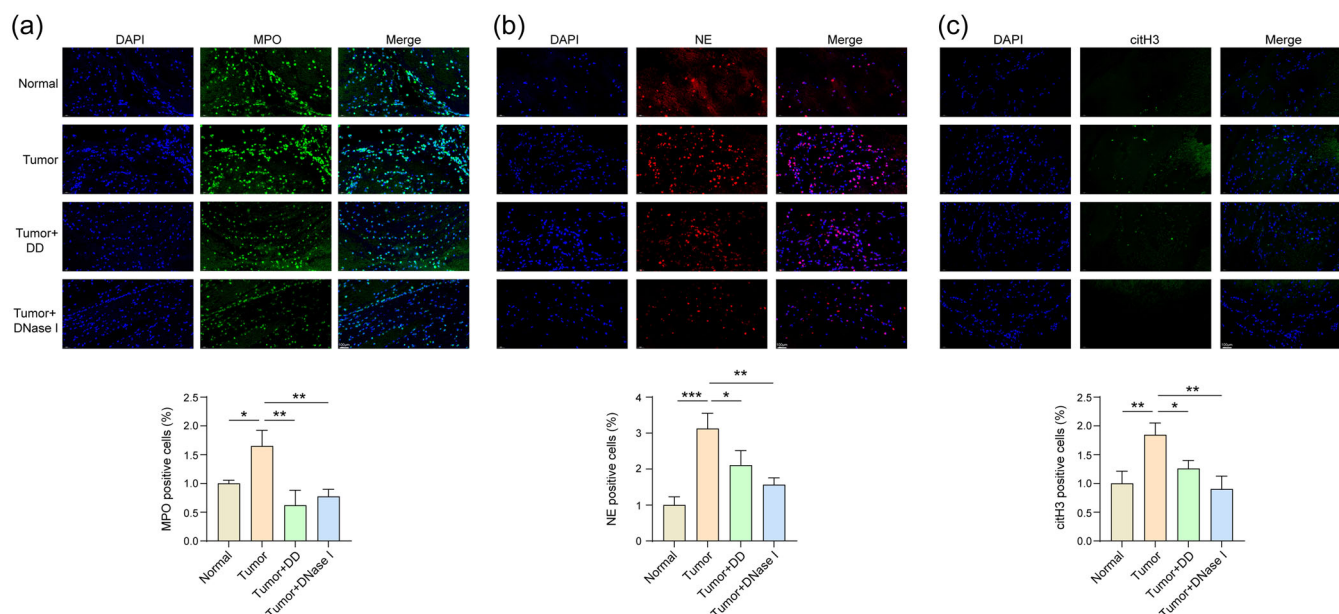 (a)
DAPI MPO Merge
Normal
Tumor
Tumor+
DD
Tumor+
DNase I
100μm
MPO positive cells (%)
2.5
2.0
1.5
1.0
0.5
0.0
* ** **
Normal
Tumor
Tumor+DD
Tumor+DNase I
(b)
DAPI NE Merge
100μm
NE positive cells (%)
4
3
2
1
0
*** * **
Normal
Tumor
Tumor+DD
Tumor+DNase I
(c)
DAPI citH3 Merge
100μm
citH3 positive cells (%)
2.5
2.0
1.5
1.0
0.5
0.0
** * **
Normal
Tumor
Tumor+DD
Tumor+DNase I